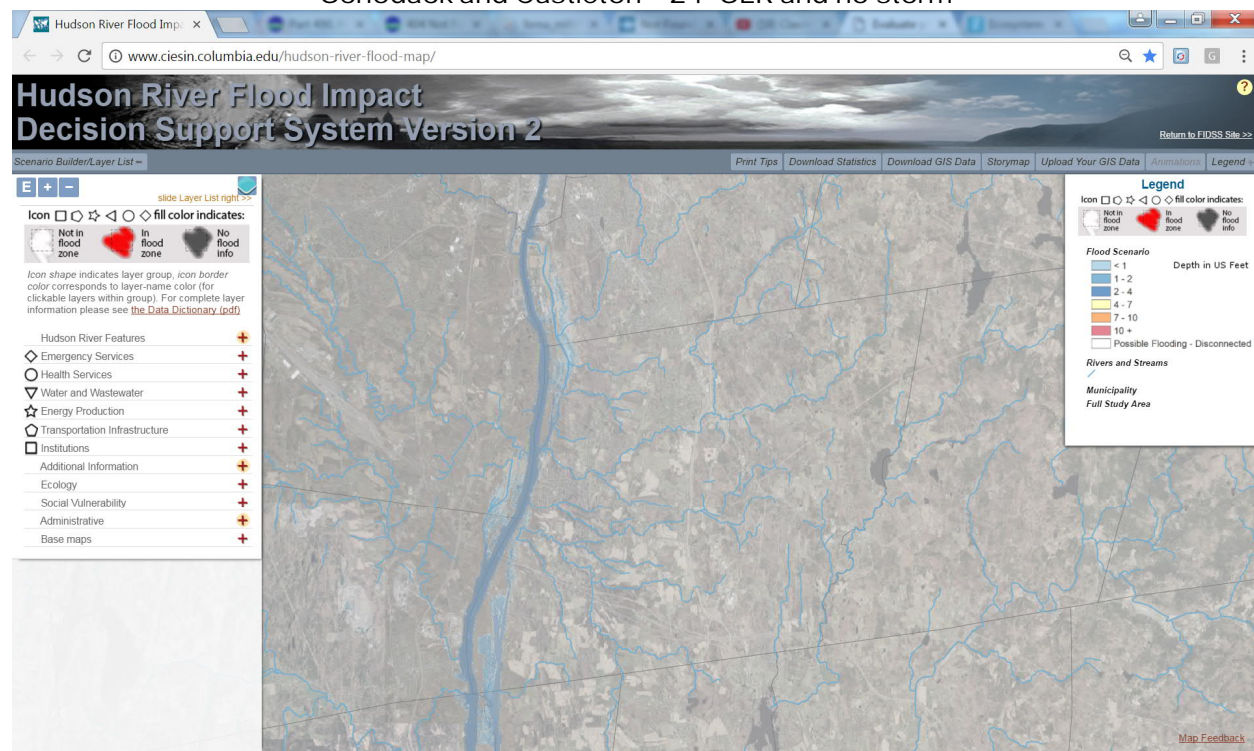 Schodack and Castleton – 24" SLR and no storm
Hudson River Flood Imp
www.ciesin.columbia.edu/hudson-river-flood-map/
Hudson River Flood Impact
Decision Support System Version 2
?
Return to FIDSS Site >>
Scenario Builder/Layer List –
Print Tips
Download Statistics
Download GIS Data
Storymap
Upload Your GIS Data
Animations
Legend
E + –
slide Layer List right >>
Icon fill color indicates:
Not in flood zone
In flood zone
No flood info
Icon shape indicates layer group, icon border
color corresponds to layer-name color (for
clickable layers within group). For complete layer
information please see the Data Dictionary (pdf)
Hudson River Features +
Emergency Services +
Health Services +
Water and Wastewater +
Energy Production +
Transportation Infrastructure +
Institutions +
Additional Information +
Ecology +
Social Vulnerability +
Administrative +
Base maps +
Legend
Icon fill color indicates:
Not in flood zone
In flood zone
No flood info
Flood Scenario
< 1 Depth in US Feet
1 - 2
2 - 4
4 - 7
7 - 10
10 +
Possible Flooding - Disconnected
Rivers and Streams
Municipality
Full Study Area
Map Feedback